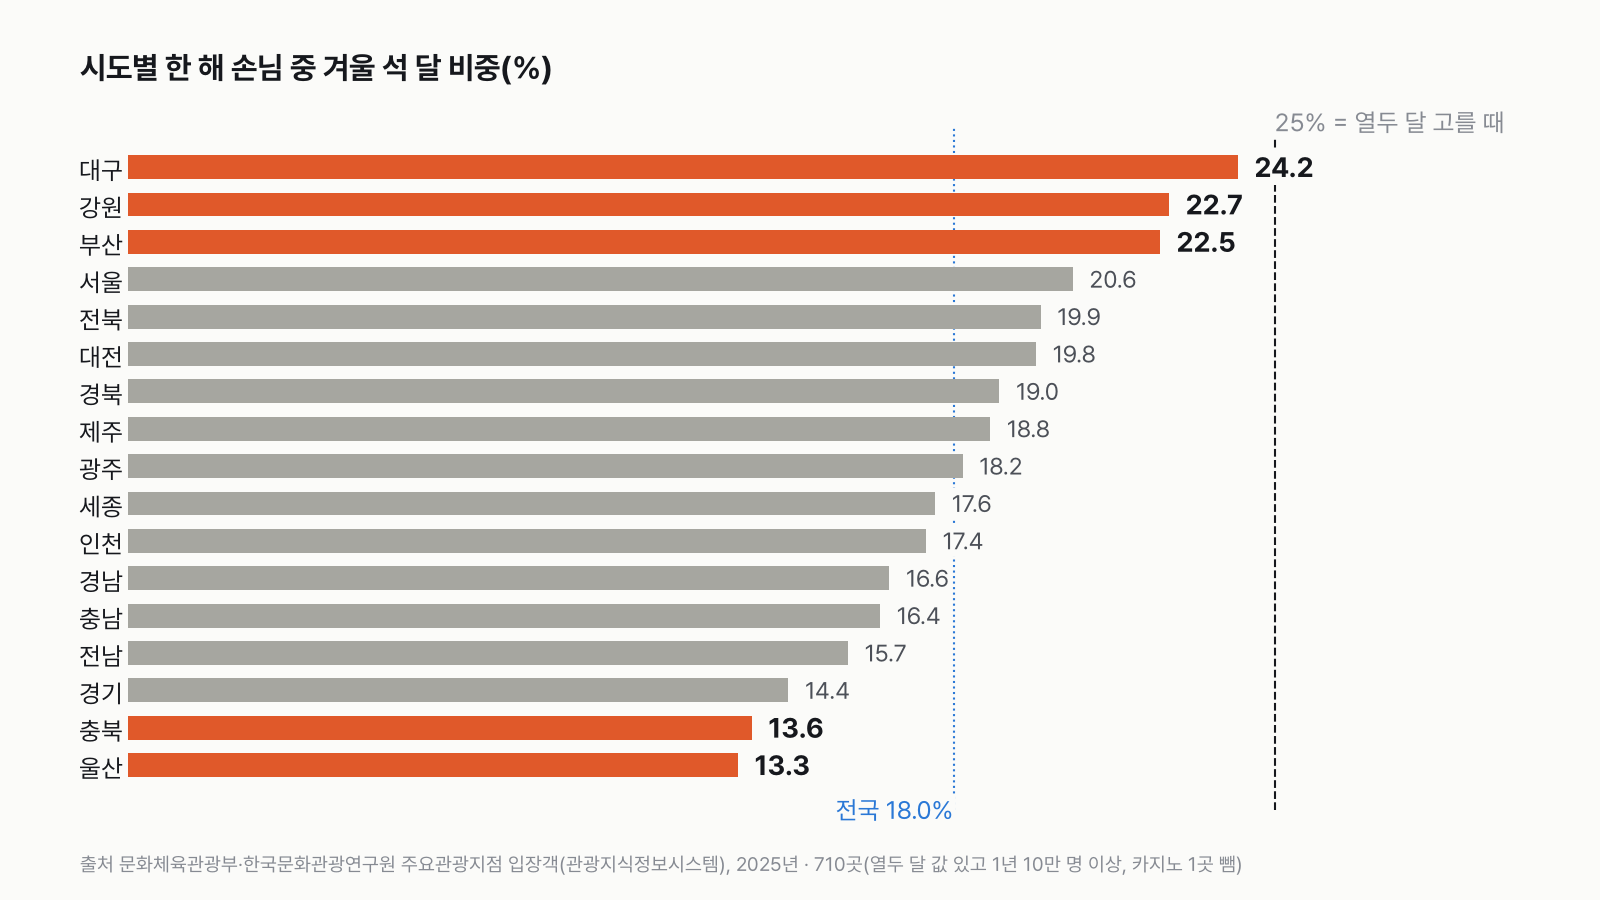 시도별 한 해 손님 중 겨울 석 달 비중(%)
25% = 열두 달 고를 때
대구 24.2
강원 22.7
부산 22.5
서울 20.6
전북 19.9
대전 19.8
경북 19.0
제주 18.8
광주 18.2
세종 17.6
인천 17.4
경남 16.6
충남 16.4
전남 15.7
경기 14.4
충북 13.6
울산 13.3
전국 18.0%
출처 문화체육관광부·한국문화관광연구원 주요관광지점 입장객(관광지식정보시스템), 2025년 · 710곳(열두 달 값 있고 1년 10만 명 이상, 카지노 1곳 뺌)